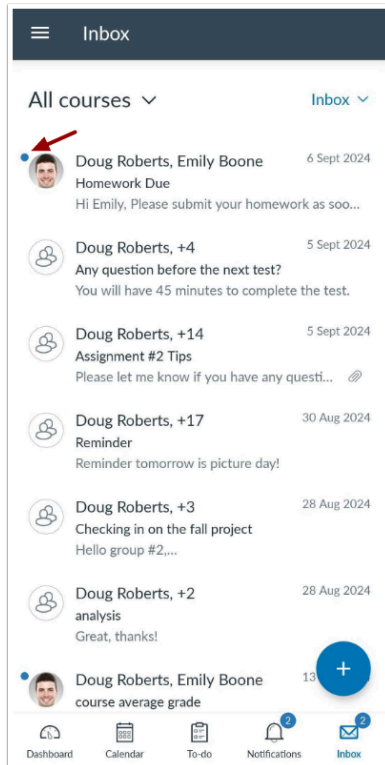 Inbox
All courses
Inbox
Doug Roberts, Emily Boone 6 Sept 2024
Homework Due
Hi Emily, Please submit your homework as soo...
Doug Roberts, +4 5 Sept 2024
Any question before the next test?
You will have 45 minutes to complete the test.
Doug Roberts, +14 5 Sept 2024
Assignment #2 Tips
Please let me know if you have any questi...
Doug Roberts, +17 30 Aug 2024
Reminder
Reminder tomorrow is picture day!
Doug Roberts, +3 28 Aug 2024
Checking in on the fall project
Hello group #2,...
Doug Roberts, +2 28 Aug 2024
analysis
Great, thanks!
Doug Roberts, Emily Boone 13
course average grade
2 2
Dashboard Calendar To-do Notifications Inbox